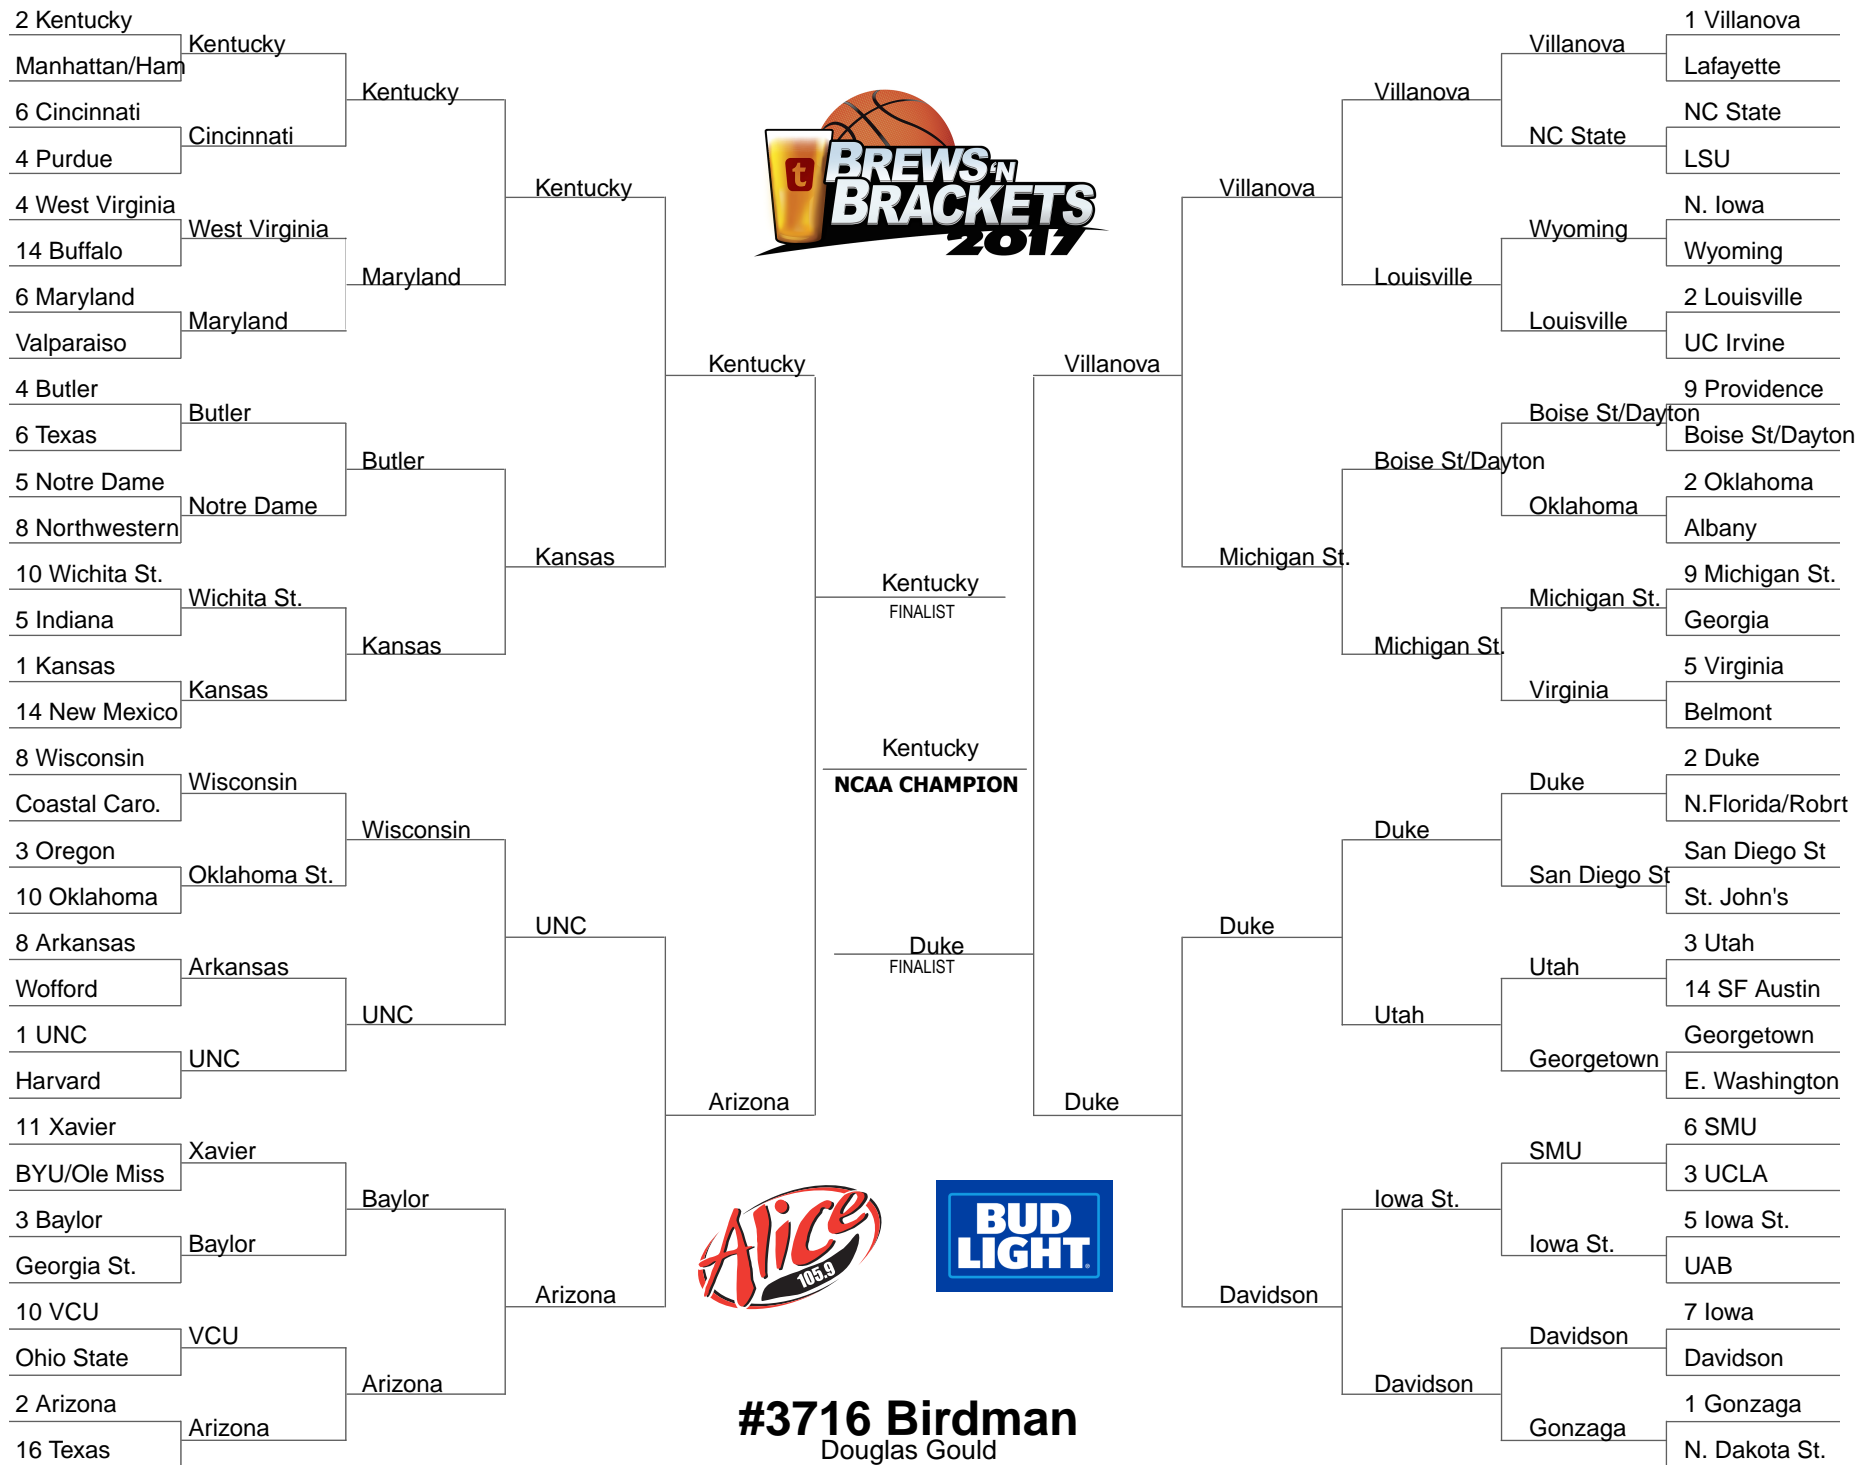 2 Kentucky
Manhattan/Ham
6 Cincinnati
4 Purdue
4 West Virginia
14 Buffalo
6 Maryland
Valparaiso
4 Butler
6 Texas
5 Notre Dame
8 Northwestern
10 Wichita St.
5 Indiana
1 Kansas
14 New Mexico
8 Wisconsin
Coastal Caro.
3 Oregon
10 Oklahoma
8 Arkansas
Wofford
1 UNC
Harvard
11 Xavier
BYU/Ole Miss
3 Baylor
Georgia St.
10 VCU
Ohio State
2 Arizona
16 Texas
Kentucky
Cincinnati
West Virginia
Maryland
Butler
Notre Dame
Wichita St.
Kansas
Wisconsin
Oklahoma St.
Arkansas
UNC
Xavier
Baylor
VCU
Arizona
Kentucky
Maryland
Butler
Kansas
Wisconsin
UNC
Baylor
Arizona
Kentucky
Kansas
UNC
Arizona
Kentucky
Arizona
BREWS 'N
BRACKETS
2017
t
Kentucky
FINALIST
Kentucky
NCAA CHAMPION
Duke
FINALIST
Alice
105.9
BUD
LIGHT
#3716 Birdman
Douglas Gould
Villanova
Duke
Villanova
Michigan St.
Duke
Davidson
Villanova
Louisville
Boise St/Dayton
Michigan St.
Duke
Utah
Iowa St.
Davidson
Villanova
NC State
Wyoming
Louisville
Boise St/Dayton
Oklahoma
Michigan St.
Virginia
Duke
San Diego St
Utah
Georgetown
SMU
Iowa St.
Davidson
Gonzaga
1 Villanova
Lafayette
NC State
LSU
N. Iowa
Wyoming
2 Louisville
UC Irvine
9 Providence
Boise St/Dayton
2 Oklahoma
Albany
9 Michigan St.
Georgia
5 Virginia
Belmont
2 Duke
N.Florida/Robrt
San Diego St
St. John's
3 Utah
14 SF Austin
Georgetown
E. Washington
6 SMU
3 UCLA
5 Iowa St.
UAB
7 Iowa
Davidson
1 Gonzaga
N. Dakota St.